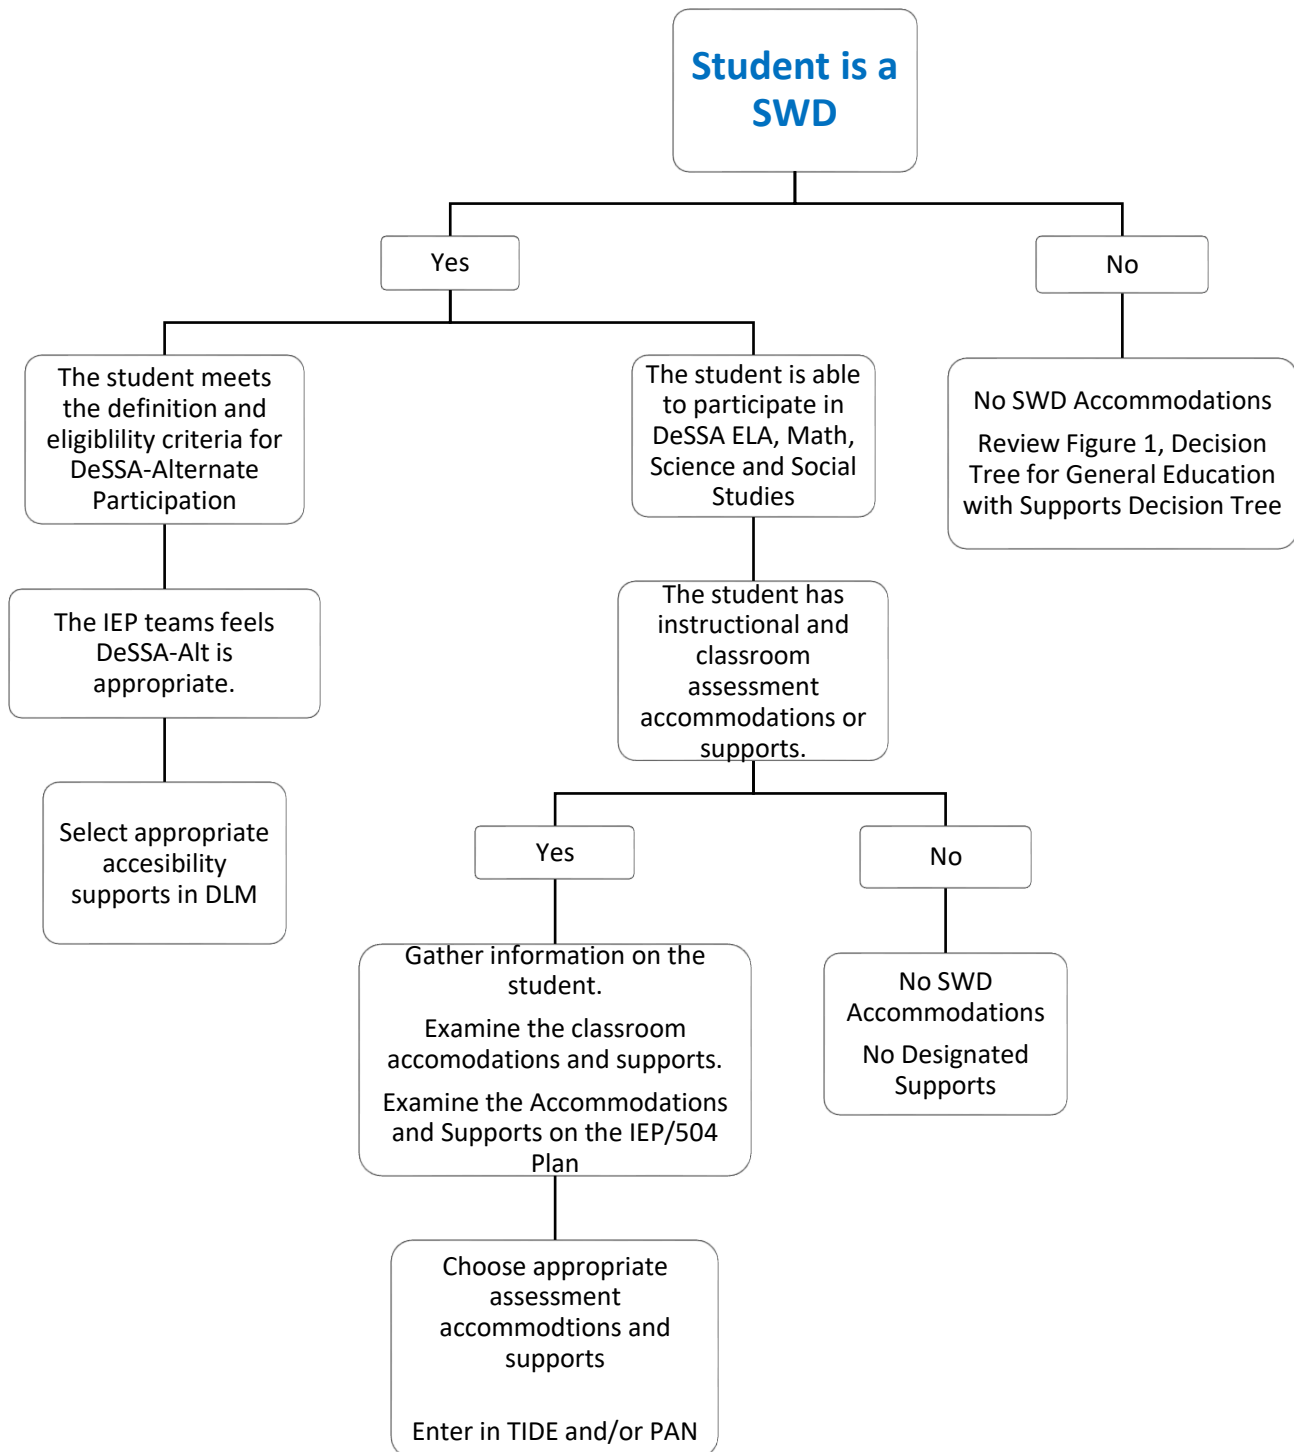 Student is a
SWD
Yes
No
The student meets
the definition and
eligiblility criteria for
DeSSA-Alternate
Participation
The student is able
to participate in
DeSSA ELA, Math,
Science and Social
Studies
No SWD Accommodations
Review Figure 1, Decision
Tree for General Education
with Supports Decision Tree
The IEP teams feels
DeSSA-Alt is
appropriate.
The student has
instructional and
classroom
assessment
accommodations or
supports.
Select appropriate
accesibility
supports in DLM
Yes
No
Gather information on the
student.
Examine the classroom
accomodations and supports.
Examine the Accommodations
and Supports on the IEP/504
Plan
No SWD
Accommodations
No Designated
Supports
Choose appropriate
assessment
accommodtions and
supports
Enter in TIDE and/or PAN